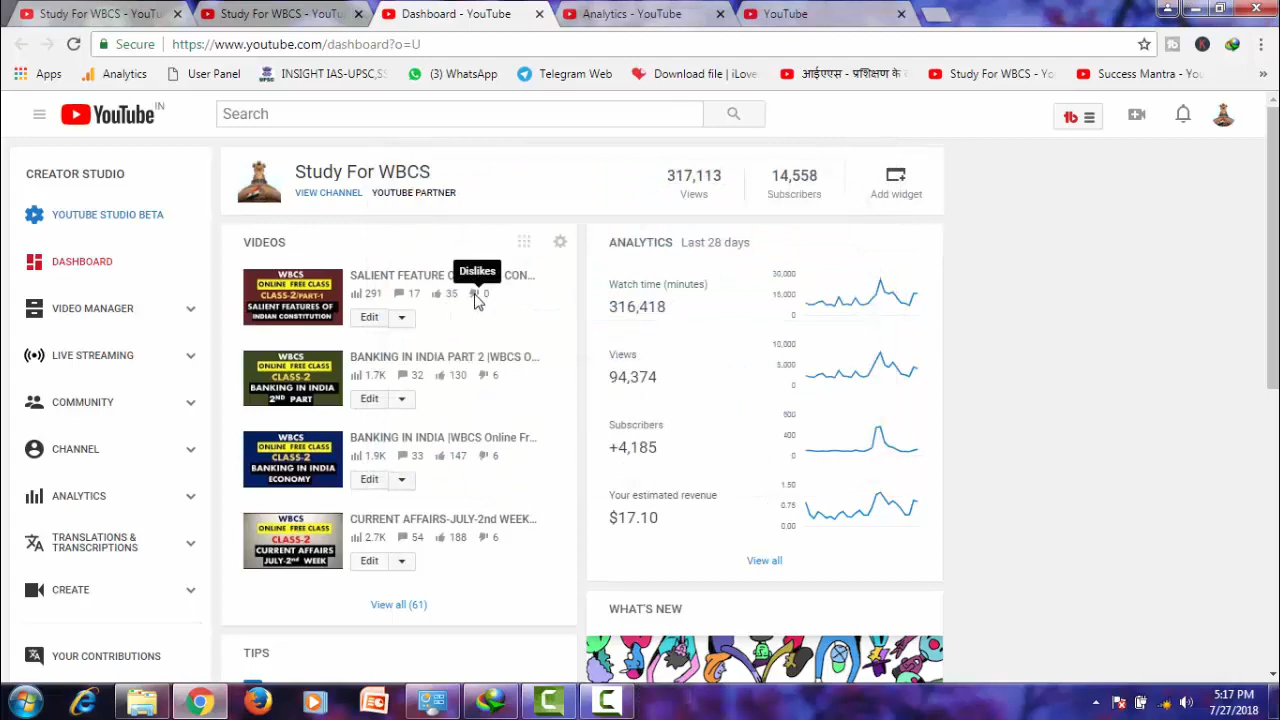 Study For WBCS - YouTu
Study For WBCS - YouTu
Dashboard - YouTube
Analytics - YouTube
YouTube
Secure
https://www.youtube.com/dashboard?o=U
Apps
Analytics
User Panel
INSIGHT IAS-UPSC,SS
(3) WhatsApp
Telegram Web
Download file | iLove
आईएएस - प्रशिक्षण के
Study For WBCS - Yo
Success Mantra - You
YouTube IN
Search
CREATOR STUDIO
YOUTUBE STUDIO BETA
DASHBOARD
VIDEO MANAGER
LIVE STREAMING
COMMUNITY
CHANNEL
ANALYTICS
TRANSLATIONS &
TRANSCRIPTIONS
CREATE
YOUR CONTRIBUTIONS
Study For WBCS
VIEW CHANNEL YOUTUBE PARTNER
317,113
Views
14,558
Subscribers
Add widget
VIDEOS
WBCS
ONLINE FREE CLASS
CLASS-2/PART-1
SALIENT FEATURES OF
INDIAN CONSTITUTION
SALIENT FEATURE CON...
Dislikes
291 17 35 0
Edit
WBCS
ONLINE FREE CLASS
CLASS-2
BANKING IN INDIA
2ND PART
BANKING IN INDIA PART 2 |WBCS O...
1.7K 32 130 6
Edit
WBCS
ONLINE FREE CLASS
CLASS-2
BANKING IN INDIA
ECONOMY
BANKING IN INDIA |WBCS Online Fr...
1.9K 33 147 6
Edit
WBCS
ONLINE FREE CLASS
CLASS-2
CURRENT AFFAIRS
JULY-2nd WEEK
CURRENT AFFAIRS-JULY-2nd WEEK...
2.7K 54 188 6
Edit
View all (61)
TIPS
ANALYTICS Last 28 days
Watch time (minutes)
316,418
30,000
15,000
0
Views
94,374
10,000
5,000
0
Subscribers
+4,185
600
400
0
Your estimated revenue
$17.10
1.50
0.75
0.00
View all
WHAT'S NEW
5:17 PM
7/27/2018